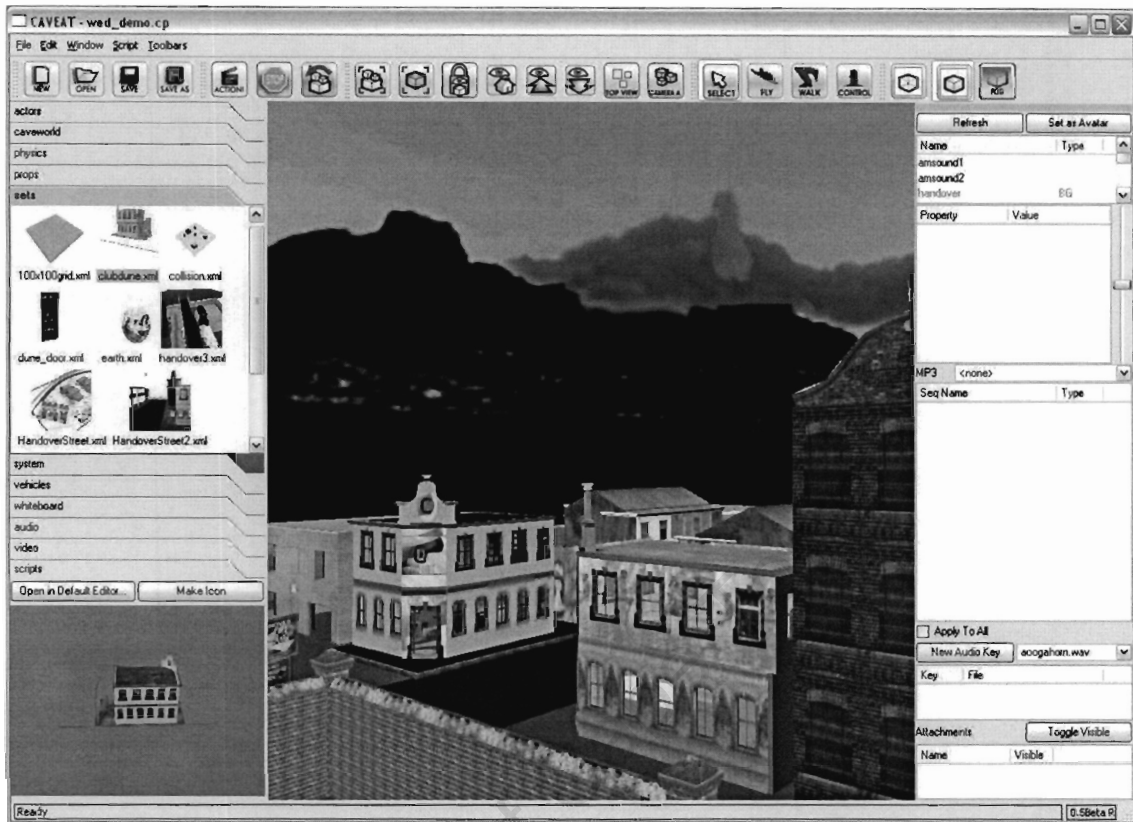 CAVEAT - wed_demo.cp
File Edit Window Script Toolbars
NEW OPEN SAVE SAVE AS ACTION! TOP VIEW CAMERA A SELECT FLY WALK CONTROL FOG
actors
caveworld
physics
props
sets
100x100grid.xml clubdune.xml collision.xml
dune_door.xml earth.xml handover3.xml
HandoverStreet.xml HandoverStreet2.xml
system
vehicles
whiteboard
audio
video
scripts
Open in Default Editor... Make Icon
Refresh Set as Avatar
Name Type
amsound1
amsound2
handover BG
Property Value
MP3 <none>
Seq Name Type
Apply To All
New Audio Key aoogahorn.wav
Key File
Attachments Toggle Visible
Name Visible
Ready 0.5Beta R